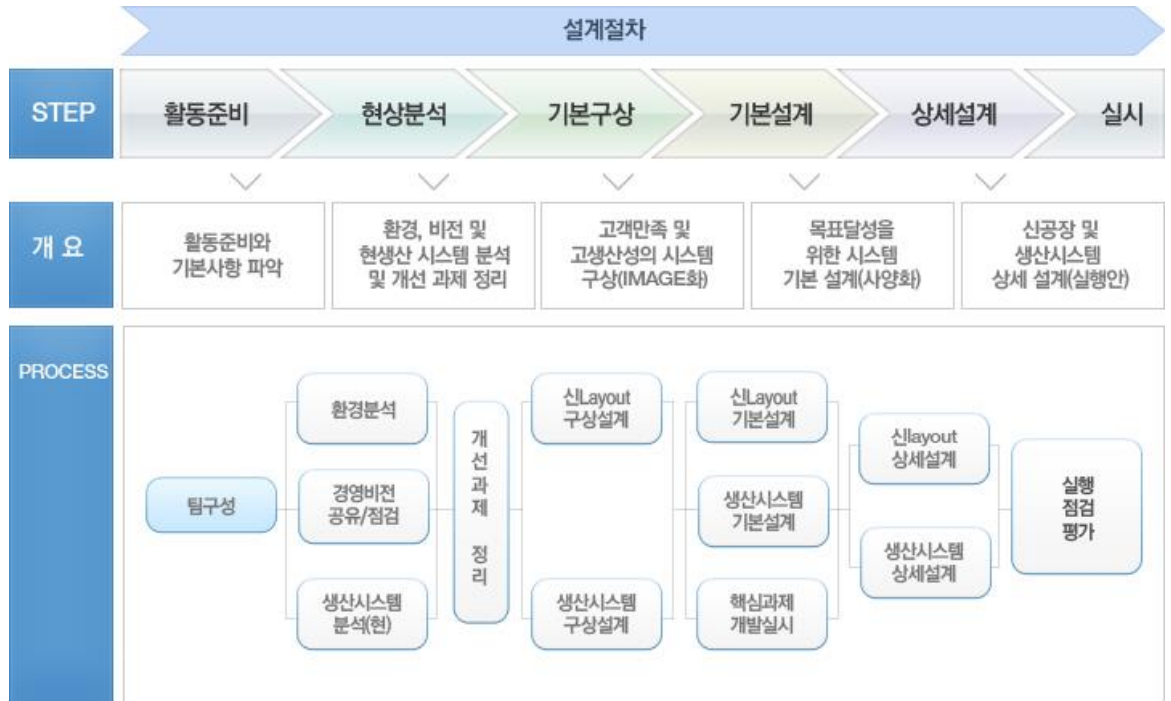 설계절차
STEP
활동준비
현상분석
기본구상
기본설계
상세설계
실시
개 요
활동준비와
기본사항 파악
환경, 비전 및
현생산 시스템 분석
및 개선 과제 정리
고객만족 및
고생산성의 시스템
구상(IMAGE화)
목표달성을
위한 시스템
기본 설계(사양화)
신공장 및
생산시스템
상세 설계(실행안)
PROCESS
팀구성
환경분석
경영비전
공유/점검
생산시스템
분석(현)
개
선
과
제
정
리
신Layout
구상설계
생산시스템
구상설계
신Layout
기본설계
생산시스템
기본설계
핵심과제
개발실시
신layout
상세설계
생산시스템
상세설계
실행
점검
평가